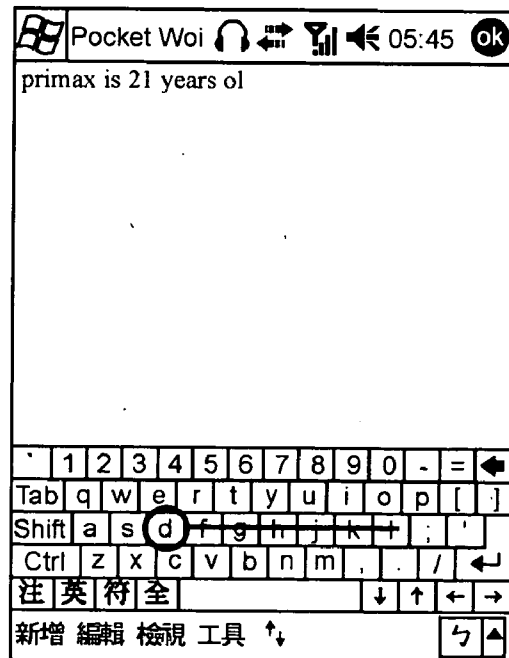 Pocket Woi 05:45 ok
primax is 21 years ol
` 1 2 3 4 5 6 7 8 9 0 - =
Tab q w e r t y u i o p [ ]
Shift a s d f g h j k l ; '
Ctrl z x c v b n m , . /
注 英 符 全 ↓ ↑ ← →
新增 編輯 檢視 工具 ㄅ